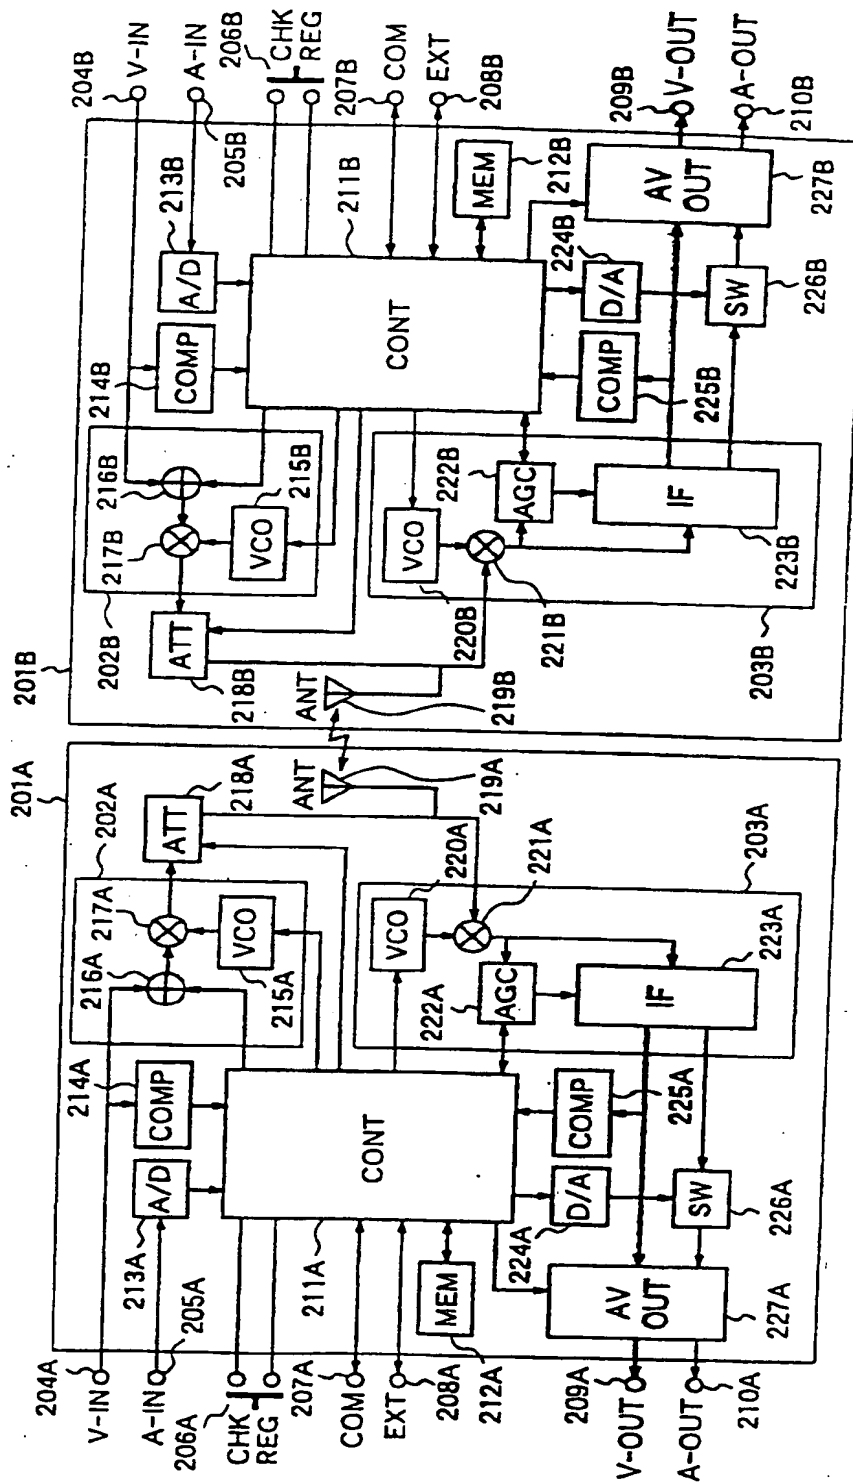 201A
202A
217A
218A
216A
ATT
214A
213A
204A
V-IN
A-IN
205A
A/D
COMP
VCO
215A
ANT
219A
206A
CHK
REG
211A
CONT
220A
VCO
221A
203A
222A
AGC
207A
COM
EXT
208A
MEM
212A
IF
223A
COMP
225A
D/A
224A
SW
226A
AV
OUT
227A
209A
V-OUT
A-OUT
210A
201B
202B
217B
216B
ATT
218B
214B
213B
204B
V-IN
A-IN
205B
A/D
COMP
VCO
215B
ANT
219B
206B
CHK
REG
211B
CONT
VCO
220B
221B
203B
222B
AGC
207B
COM
EXT
208B
MEM
212B
IF
223B
COMP
225B
D/A
224B
SW
226B
AV
OUT
227B
209B
V-OUT
A-OUT
210B